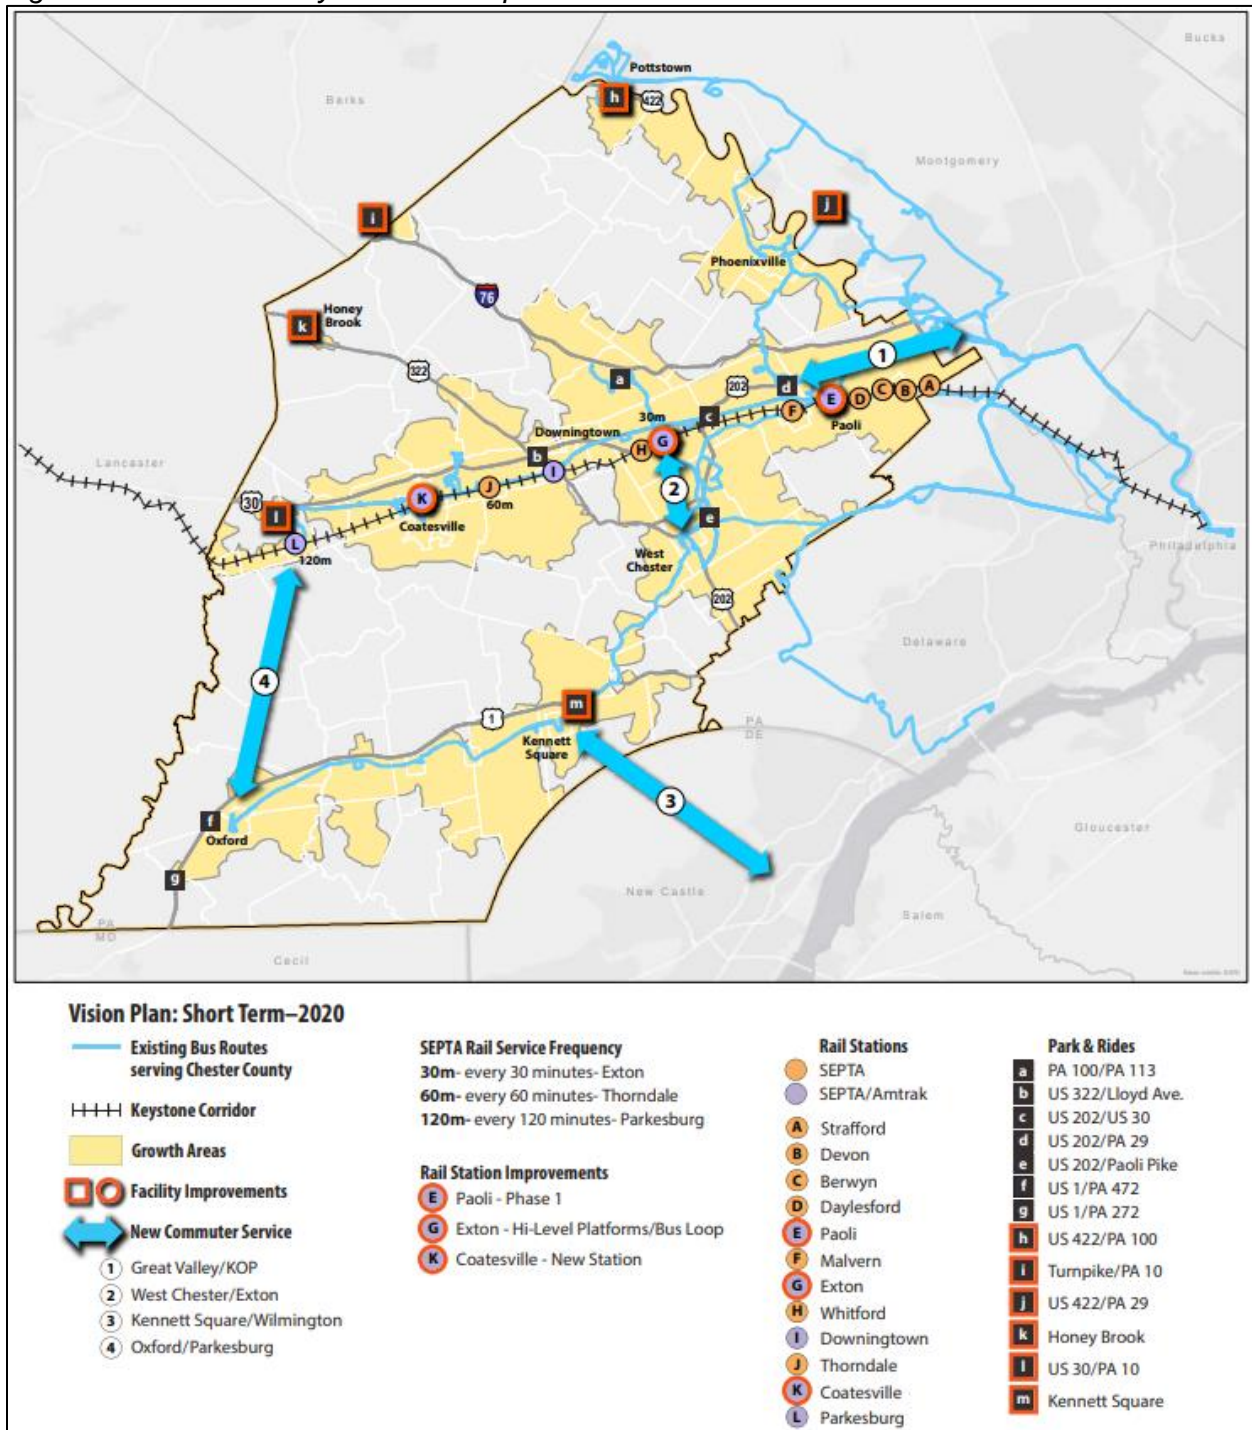 Bucks
Pottstown
Berks
h
422
Montgomery
i
j
Phoenixville
76
Honey
Brook
k
1
322
a
202
d
C
B
A
E
D
30m
c
F
Paoli
Downingtown
G
H
b
I
Lancaster
J
2
30
K
60m
l
Coatesville
e
L
West
Chester
Philadelphia
120m
202
Delaware
4
m
1
PA
DE
Kennett
Square
3
f
Oxford
Gloucester
g
New Castle
Salem
PA
MD
Cecil
Vision Plan: Short Term–2020
Existing Bus Routes
serving Chester County
Keystone Corridor
Growth Areas
Facility Improvements
New Commuter Service
1 Great Valley/KOP
2 West Chester/Exton
3 Kennett Square/Wilmington
4 Oxford/Parkesburg
SEPTA Rail Service Frequency
30m- every 30 minutes- Exton
60m- every 60 minutes- Thorndale
120m- every 120 minutes- Parkesburg
Rail Station Improvements
E Paoli - Phase 1
G Exton - Hi-Level Platforms/Bus Loop
K Coatesville - New Station
Rail Stations
SEPTA
SEPTA/Amtrak
A Strafford
B Devon
C Berwyn
D Daylesford
E Paoli
F Malvern
G Exton
H Whitford
I Downingtown
J Thorndale
K Coatesville
L Parkesburg
Park & Rides
a PA 100/PA 113
b US 322/Lloyd Ave.
c US 202/US 30
d US 202/PA 29
e US 202/Paoli Pike
f US 1/PA 472
g US 1/PA 272
h US 422/PA 100
i Turnpike/PA 10
j US 422/PA 29
k Honey Brook
l US 30/PA 10
m Kennett Square